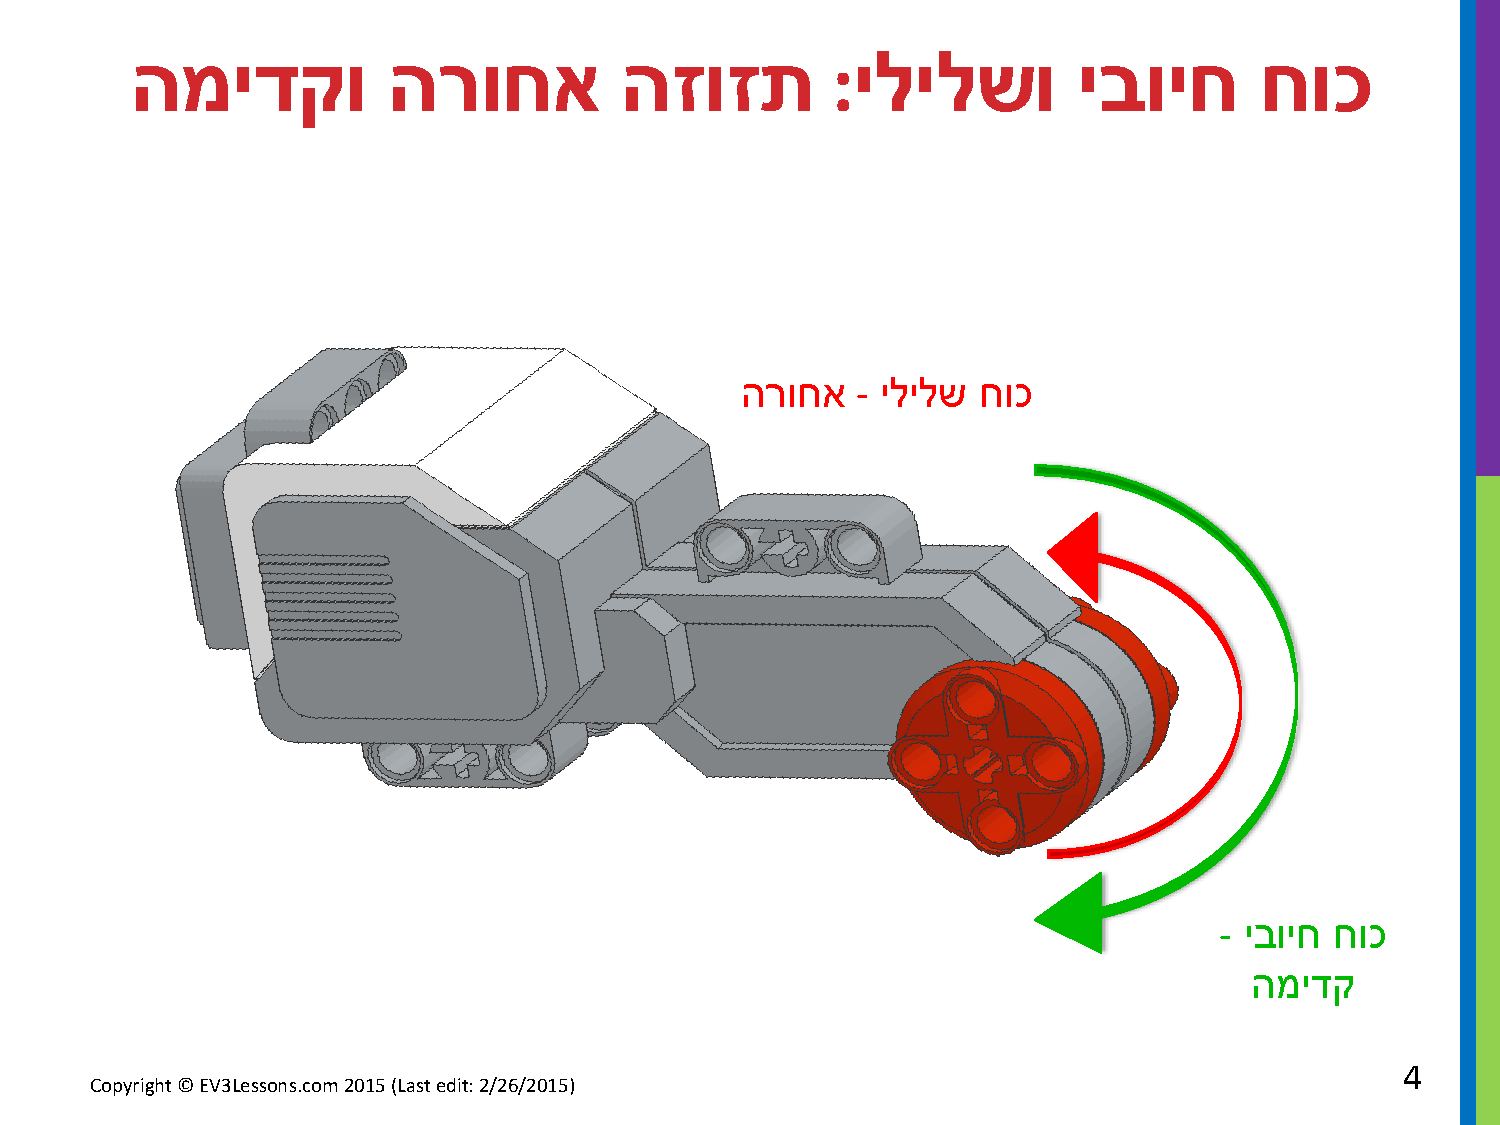 כוח חיובי ושלילי: תזוזה אחורה וקדימה
כוח שלילי - אחורה
כוח חיובי -
קדימה
Copyright © EV3Lessons.com 2015 (Last edit: 2/26/2015)
4